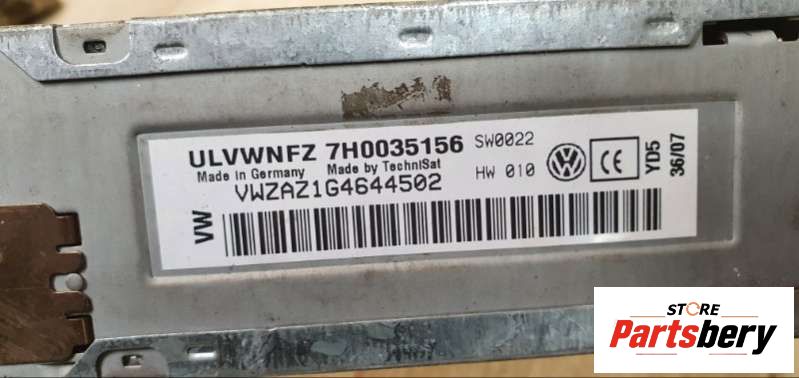 ULVWNFZ 7H0035156 SW0022
Made in Germany Made by TechniSat
VWZAZ1G4644502 HW 010
VW
CE
YD5
36/07
STORE
Partsbery